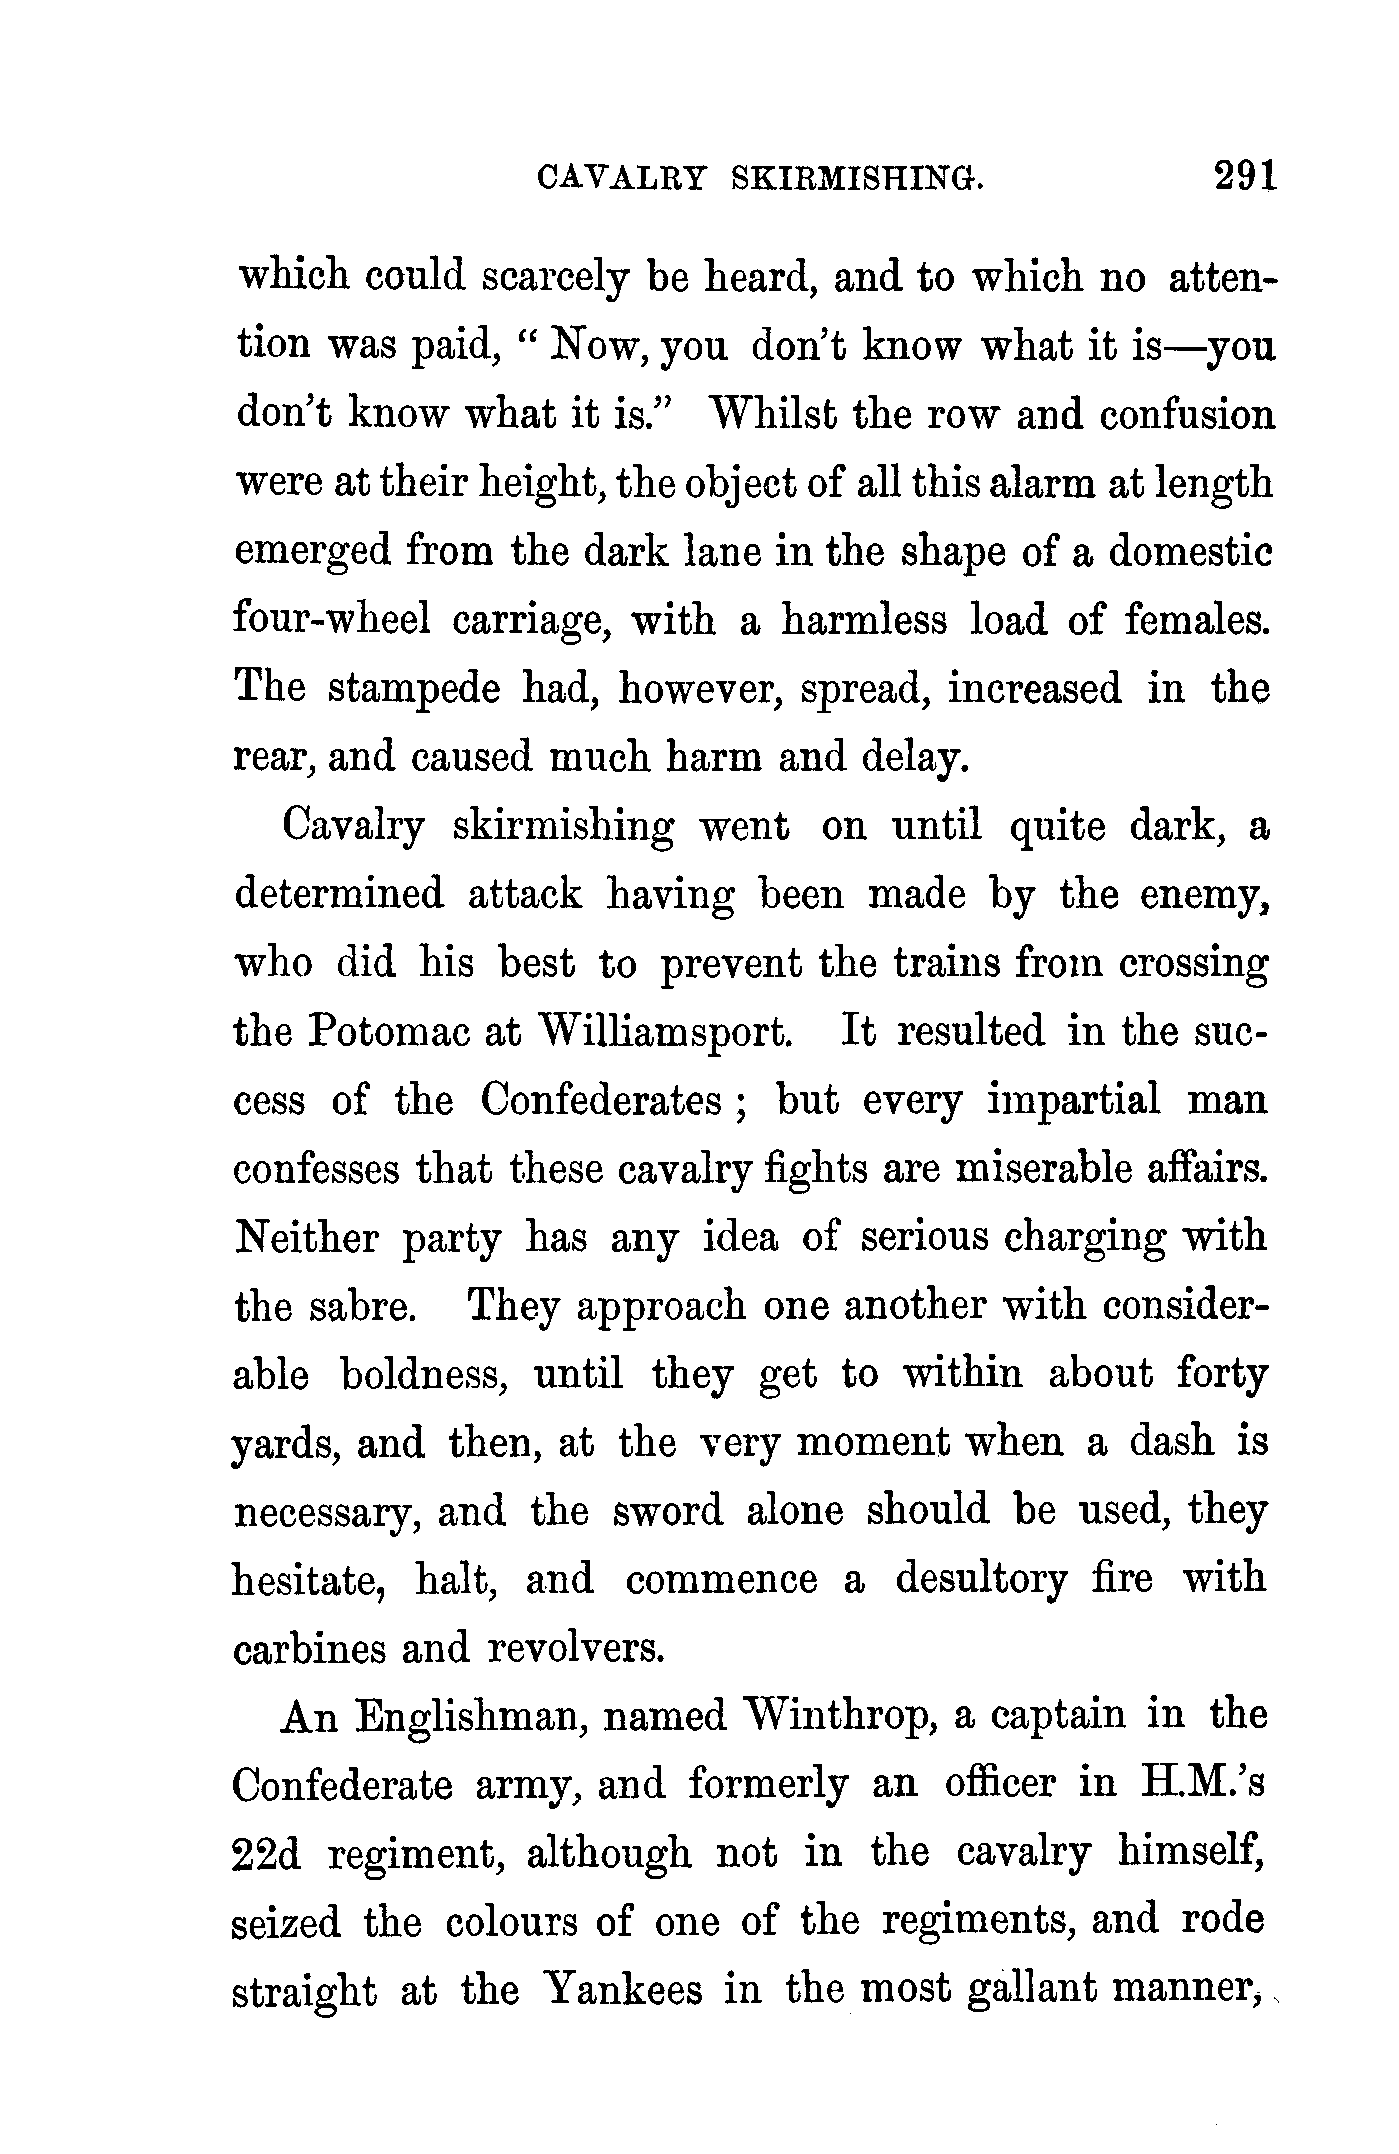 CAVALRY SKIRMISHING. 291
which could scarcely be heard, and to which no atten-
tion was paid, “ Now, you don’t know what it is—you
don’t know what it is.” Whilst the row and confusion
were at their height, the object of all this alarm at length
emerged from the dark lane in the shape of a domestic
four-wheel carriage, with a harmless load of females.
The stampede had, however, spread, increased in the
rear, and caused much harm and delay.
Cavalry skirmishing went on until quite dark, a
determined attack having been made by the enemy,
who did his best to prevent the trains from crossing
the Potomac at Williamsport. It resulted in the suc-
cess of the Confederates ; but every impartial man
confesses that these cavalry fights are miserable affairs.
Neither party has any idea of serious charging with
the sabre. They approach one another with consider-
able boldness, until they get to within about forty
yards, and then, at the very moment when a dash is
necessary, and the sword alone should be used, they
hesitate, halt, and commence a desultory fire with
carbines and revolvers.
An Englishman, named Winthrop, a captain in the
Confederate army, and formerly an officer in H.M.’s
22d regiment, although not in the cavalry himself,
seized the colours of one of the regiments, and rode
straight at the Yankees in the most gallant manner,